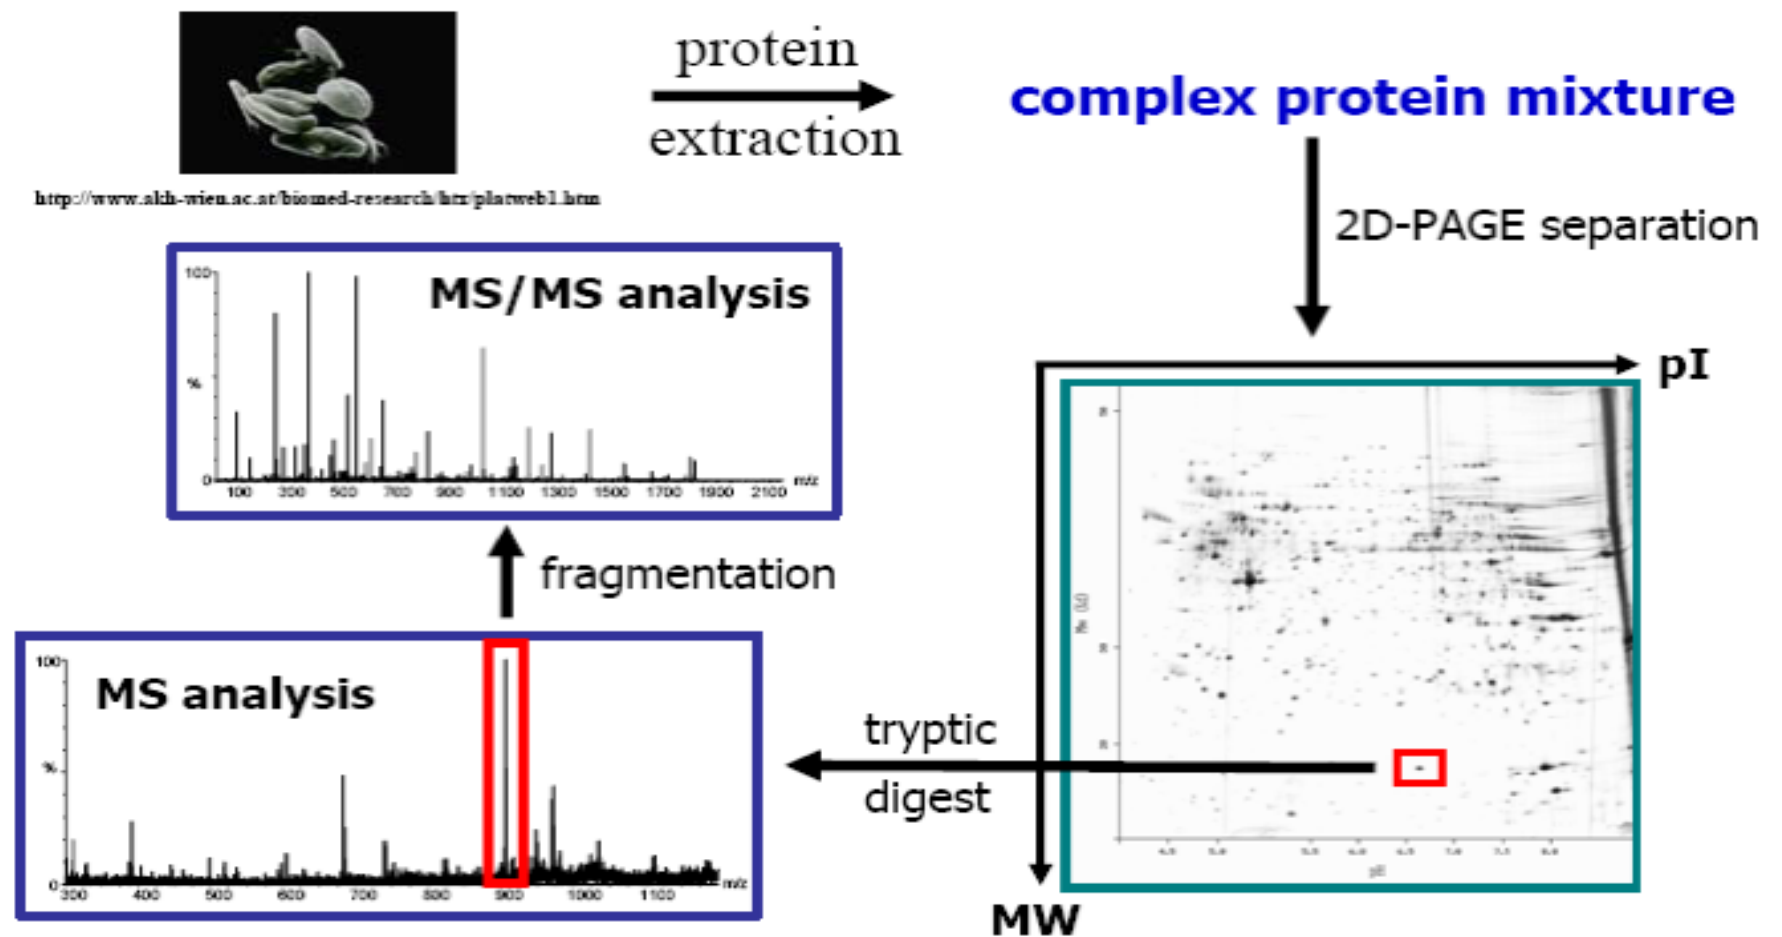 protein
extraction
complex protein mixture
http://www.akh-wien.ac.at/biomed-research/htx/platweb1.htm
2D-PAGE separation
MS/MS analysis
100
%
0
100 300 500 700 900 1100 1300 1500 1700 1900 2100 m/z
pI
fragmentation
MS analysis
100
%
0
300 400 500 600 700 800 900 1000 1100 m/z
tryptic
digest
MW